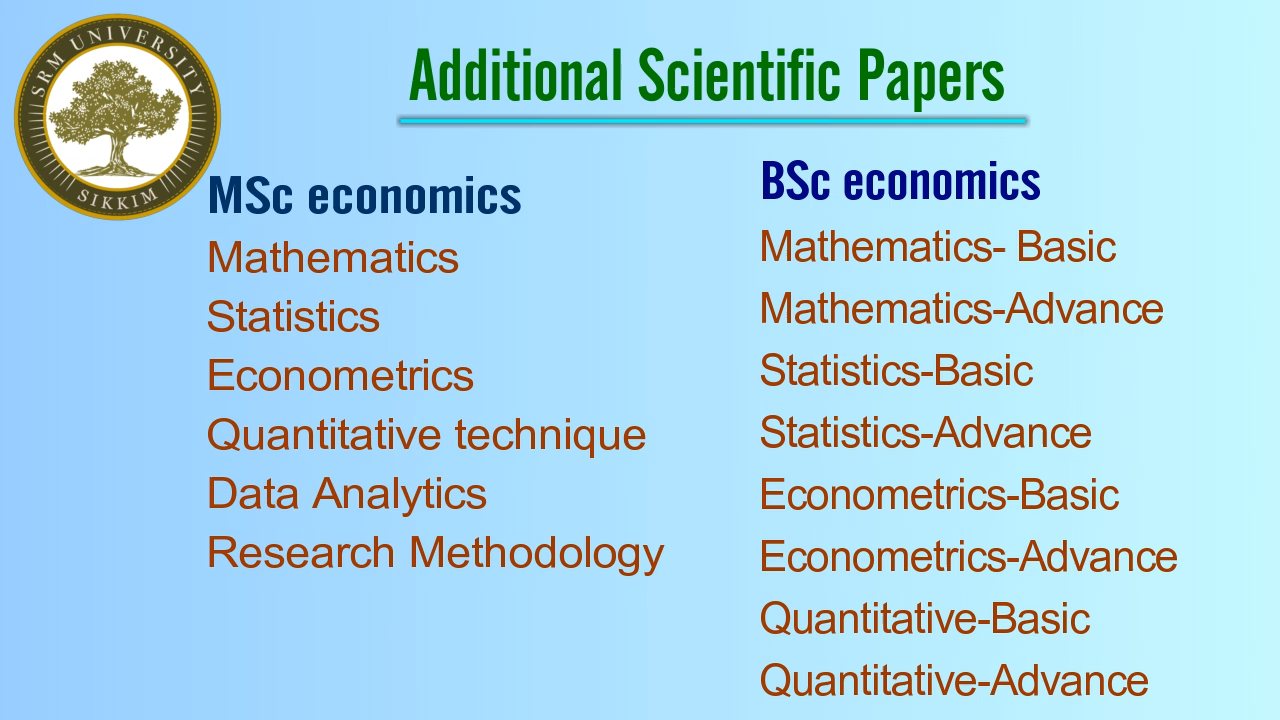 SRM UNIVERSITY
SIKKIM
Additional Scientific Papers
MSc economics
Mathematics
Statistics
Econometrics
Quantitative technique
Data Analytics
Research Methodology
BSc economics
Mathematics- Basic
Mathematics-Advance
Statistics-Basic
Statistics-Advance
Econometrics-Basic
Econometrics-Advance
Quantitative-Basic
Quantitative-Advance